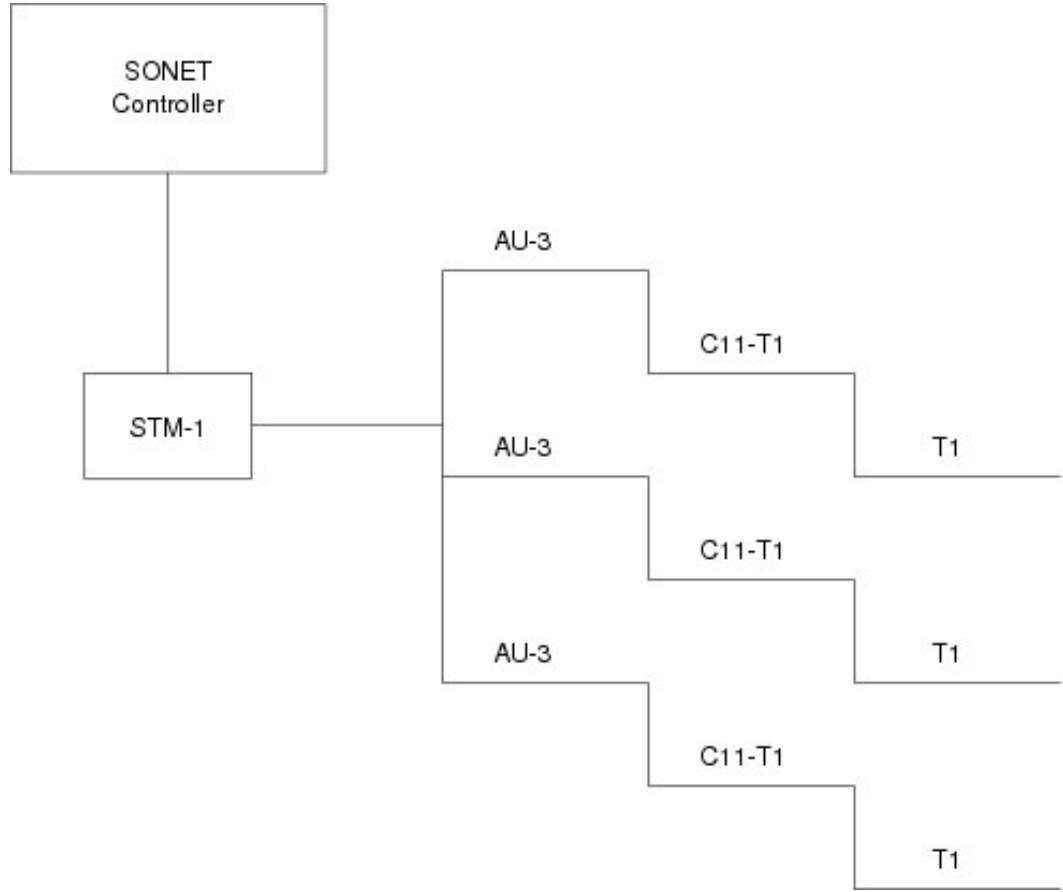 SONET
Controller
AU-3
C11-T1
STM-1
AU-3
T1
C11-T1
AU-3
T1
C11-T1
T1